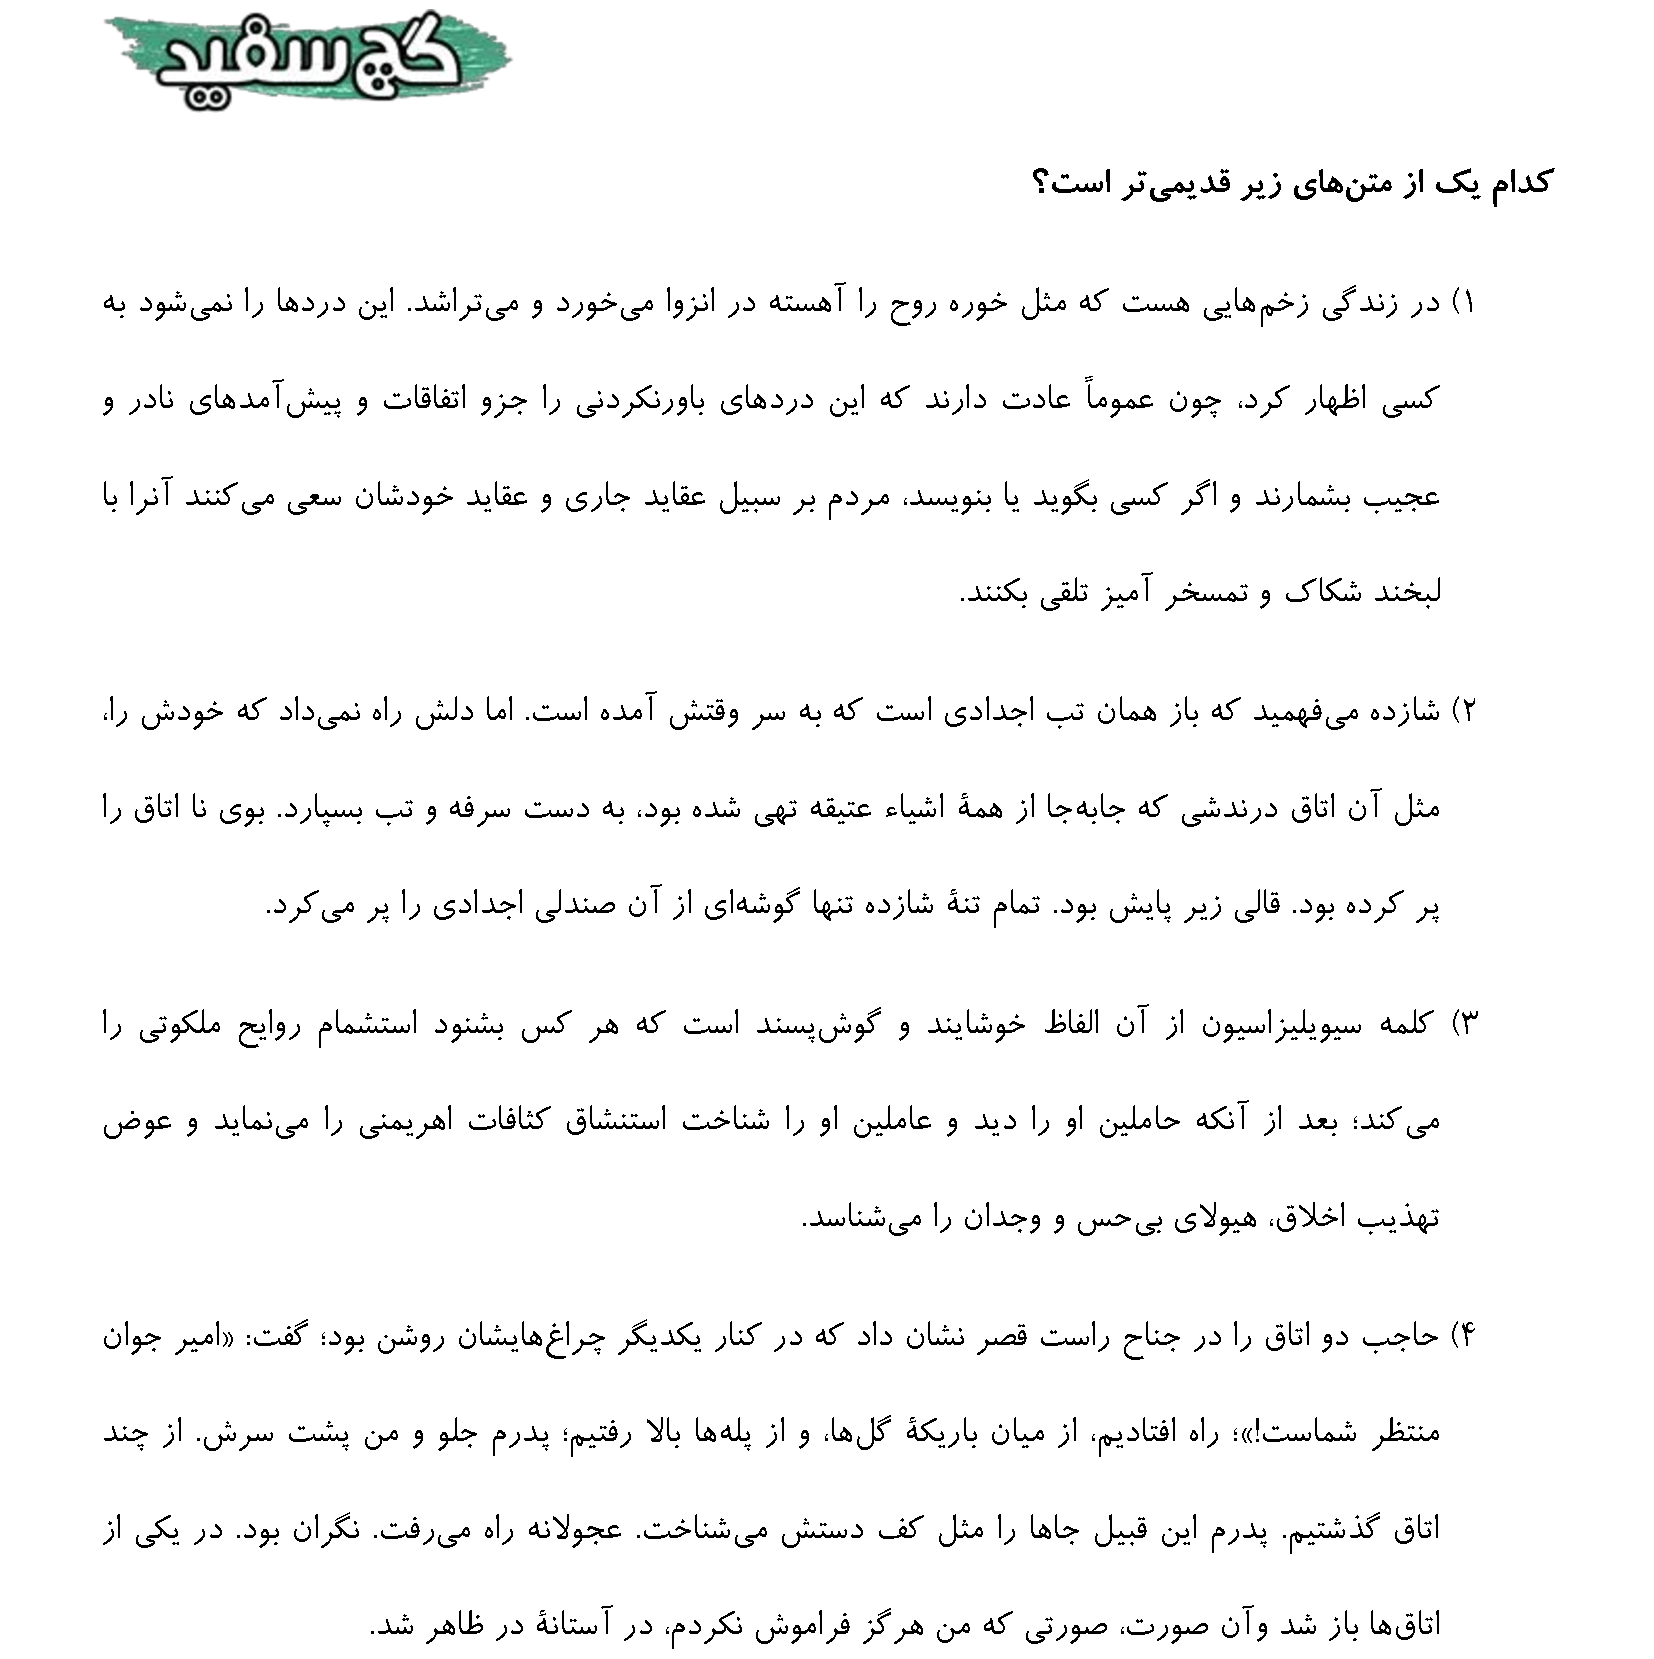 گچ سفید
کدام یک از متن‌های زیر قدیمی‌تر است؟
۱) در زندگی زخم‌هایی هست که مثل خوره روح را آهسته در انزوا می‌خورد و می‌تراشد. این دردها را نمی‌شود به
کسی اظهار کرد، چون عموماً عادت دارند که این دردهای باورنکردنی را جزو اتفاقات و پیش‌آمدهای نادر و
عجیب بشمارند و اگر کسی بگوید یا بنویسد، مردم بر سبیل عقاید جاری و عقاید خودشان سعی می‌کنند آنرا با
لبخند شکاک و تمسخر آمیز تلقی بکنند.
۲) شازده می‌فهمید که باز همان تب اجدادی است که به سر وقتش آمده است. اما دلش راه نمی‌داد که خودش را،
مثل آن اتاق درندشی که جابه‌جا از همهٔ اشیاء عتیقه تهی شده بود، به دست سرفه و تب بسپارد. بوی نا اتاق را
پر کرده بود. قالی زیر پایش بود. تمام تنهٔ شازده تنها گوشه‌ای از آن صندلی اجدادی را پر می‌کرد.
۳) کلمه سیویلیزاسیون از آن الفاظ خوشایند و گوش‌پسند است که هر کس بشنود استشمام روایح ملکوتی را
می‌کند؛ بعد از آنکه حاملین او را دید و عاملین او را شناخت استنشاق کثافات اهریمنی را می‌نماید و عوض
تهذیب اخلاق، هیولای بی‌حس و وجدان را می‌شناسد.
۴) حاجب دو اتاق را در جناح راست قصر نشان داد که در کنار یکدیگر چراغ‌هایشان روشن بود؛ گفت: «امیر جوان
منتظر شماست!»؛ راه افتادیم، از میان باریکهٔ گل‌ها، و از پله‌ها بالا رفتیم؛ پدرم جلو و من پشت سرش. از چند
اتاق گذشتیم. پدرم این قبیل جاها را مثل کف دستش می‌شناخت. عجولانه راه می‌رفت. نگران بود. در یکی از
اتاق‌ها باز شد وآن صورت، صورتی که من هرگز فراموش نکردم، در آستانهٔ در ظاهر شد.